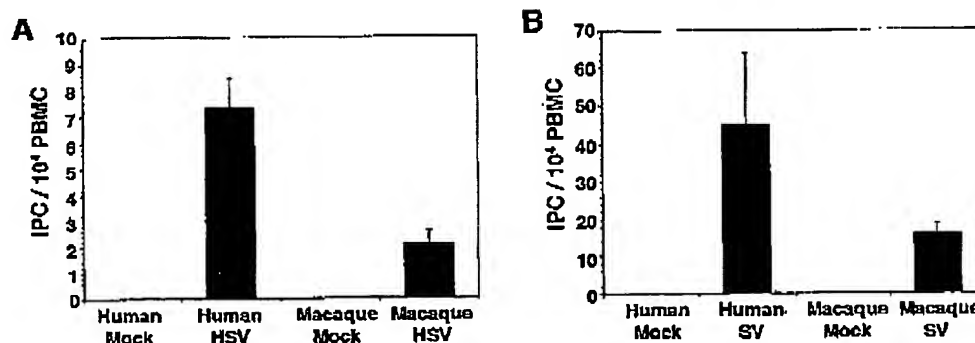 A
IPC / 10⁴ PBMC
10
9
8
7
6
5
4
3
2
1
0
Human Mock
Human HSV
Macaque Mock
Macaque HSV
B
IPC / 10⁴ PBMC
70
60
50
40
30
20
10
0
Human Mock
Human SV
Macaque Mock
Macaque SV